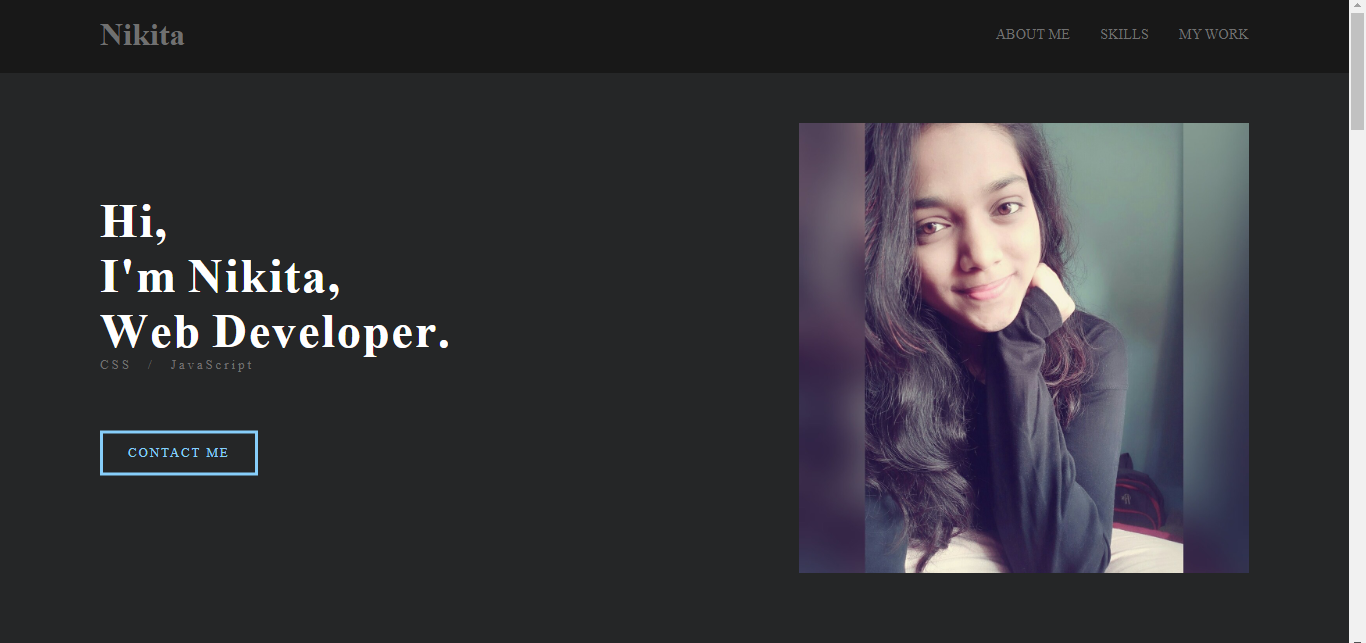 Nikita
ABOUT ME SKILLS MY WORK
Hi,
I'm Nikita,
Web Developer.
CSS / JavaScript
CONTACT ME